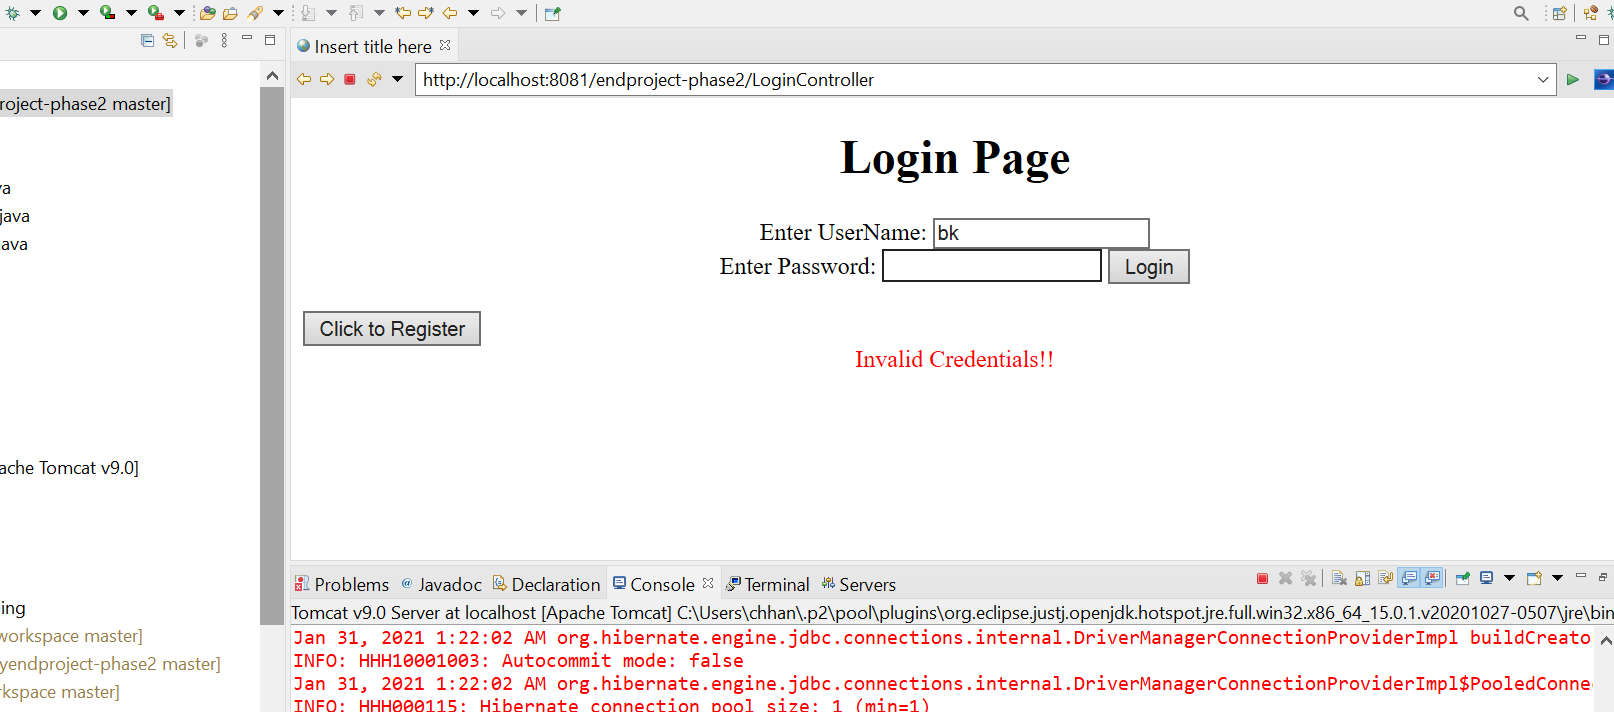 Insert title here
http://localhost:8081/endproject-phase2/LoginController
roject-phase2 master]
va
java
ava
ache Tomcat v9.0]
ing
workspace master]
yendproject-phase2 master]
rkspace master]
Login Page
Enter UserName: bk
Enter Password: Login
Click to Register
Invalid Credentials!!
Problems @ Javadoc Declaration Console Terminal Servers
Tomcat v9.0 Server at localhost [Apache Tomcat] C:\Users\chhan\.p2\pool\plugins\org.eclipse.justj.openjdk.hotspot.jre.full.win32.x86_64_15.0.1.v20201027-0507\jre\bin
Jan 31, 2021 1:22:02 AM org.hibernate.engine.jdbc.connections.internal.DriverManagerConnectionProviderImpl buildCreato
INFO: HHH10001003: Autocommit mode: false
Jan 31, 2021 1:22:02 AM org.hibernate.engine.jdbc.connections.internal.DriverManagerConnectionProviderImpl$PooledConne
INFO: HHH000115: Hibernate connection pool size: 1 (min=1)